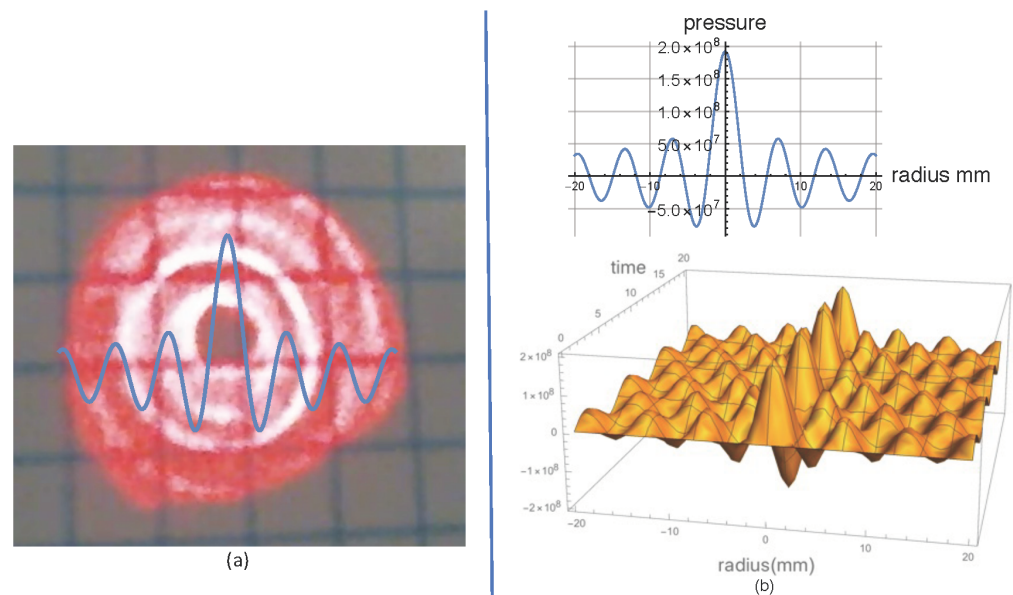 (a)
pressure
2.0×10⁸
1.5×10⁸
1.0×10⁸
5.0×10⁷
-20 -10 10 20
radius mm
-5.0×10⁷
time
20
15
10
5
0
2×10⁸
1×10⁸
0
-1×10⁸
-2×10⁸
-20 -10 0 10 20
radius(mm)
(b)